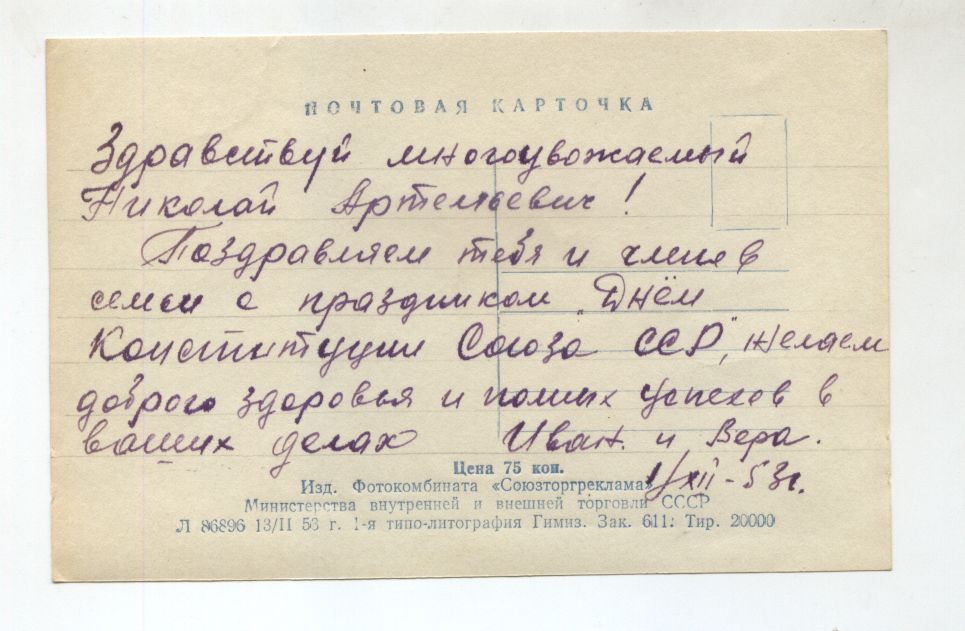 ПОЧТОВАЯ КАРТОЧКА
Здравствуй многоуважаемый
Николай Артемьевич!
Поздравляем тебя и членов
семьи с праздником „Днём
Конституции Союза ССР", желаем
доброго здоровья и полных успехов в
ваших делах Иван. и Вера.
Цена 75 коп.
1/XII - 53г.
Изд. Фотокомбината «Союзторгреклама»
Министерства внутренней и внешней торговли СССР
Л 86896 13/II 53 г. 1-я типо-литография Гимиз. Зак. 611. Тир. 20000